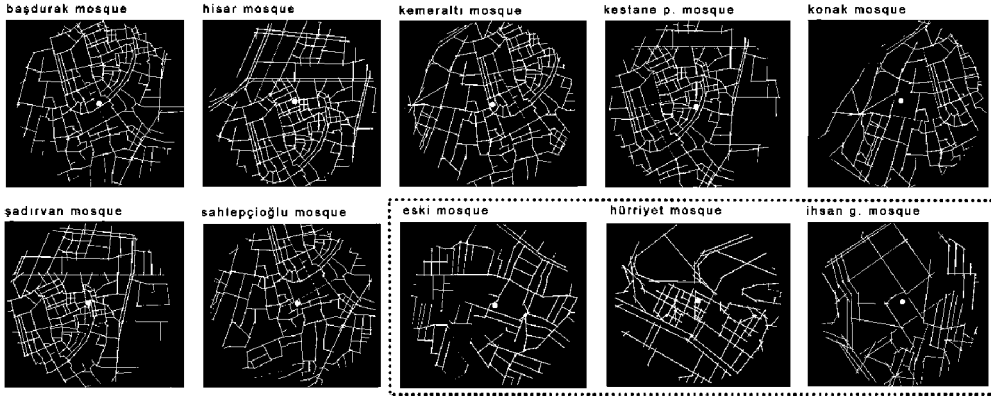 başdurak mosque
hisar mosque
kemeraltı mosque
kestane p. mosque
konak mosque
şadırvan mosque
sahlepçioğlu mosque
eski mosque
hürriyet mosque
ihsan g. mosque